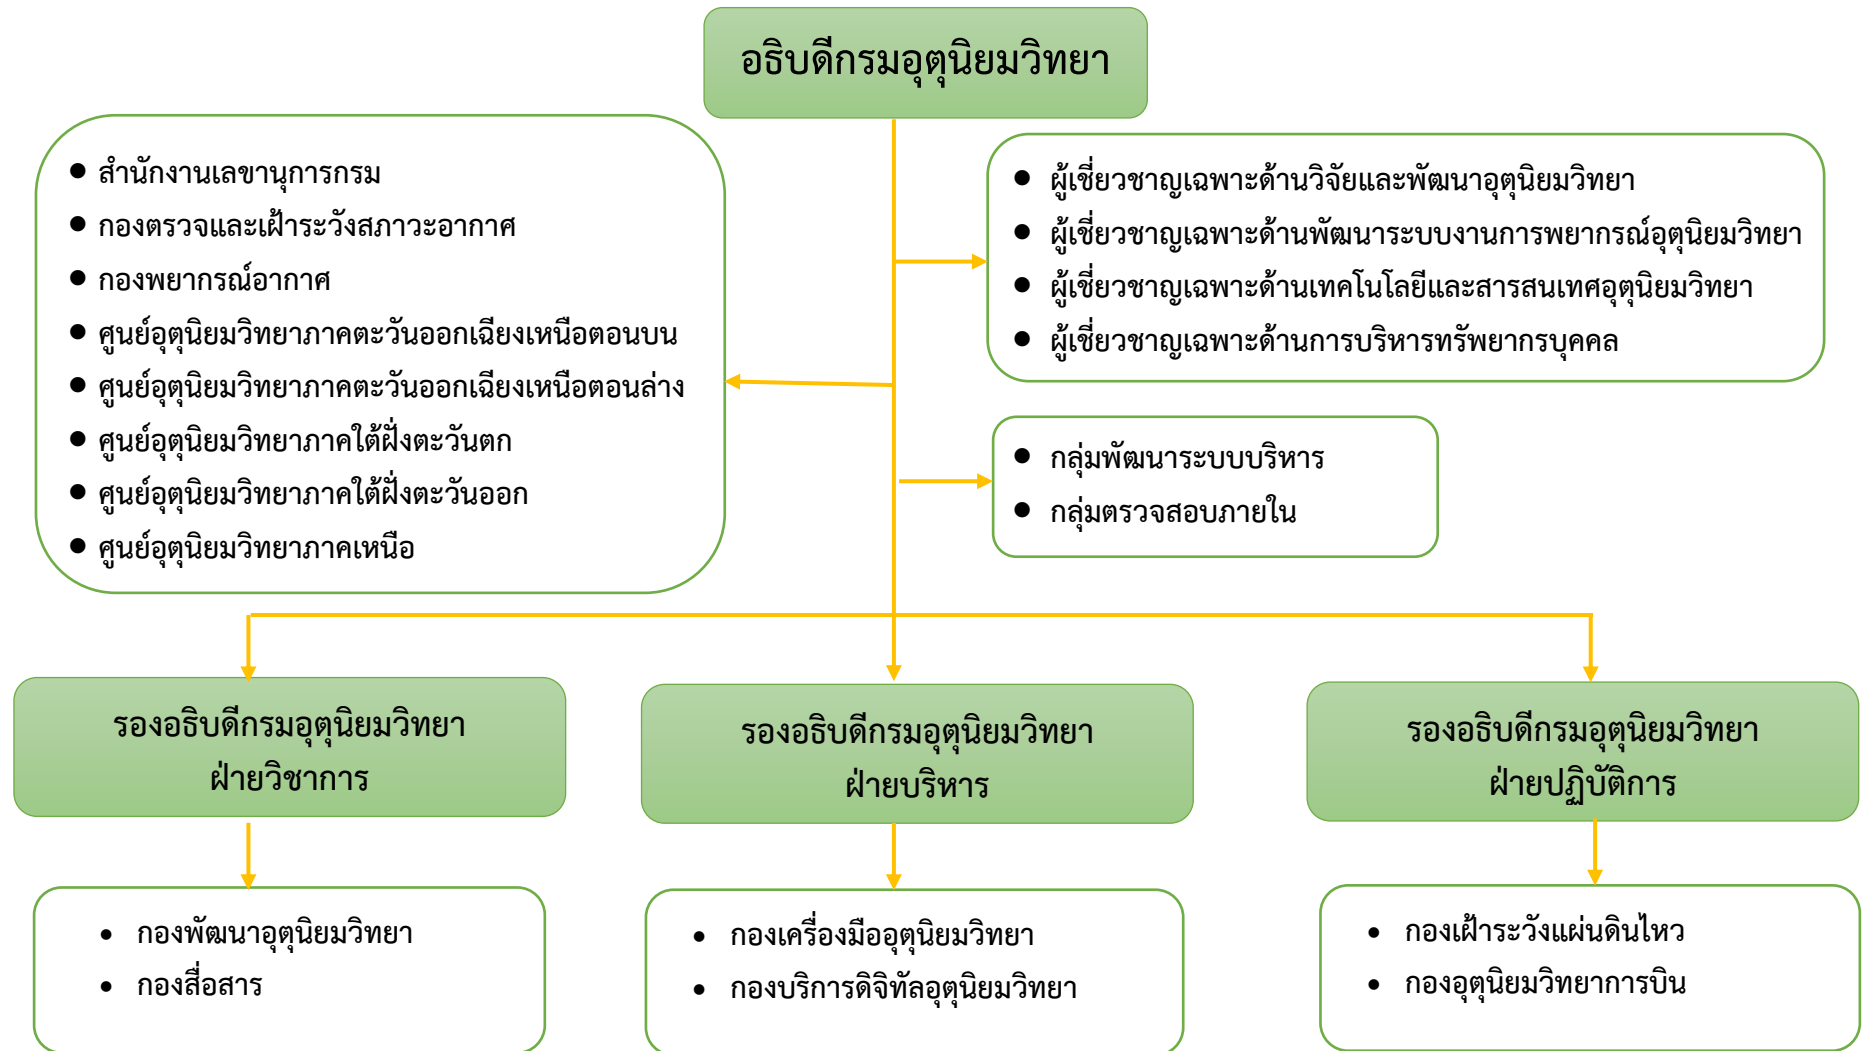 อธิบดีกรมอุตุนิยมวิทยา
● สำนักงานเลขานุการกรม
● กองตรวจและเฝ้าระวังสภาวะอากาศ
● กองพยากรณ์อากาศ
● ศูนย์อุตุนิยมวิทยาภาคตะวันออกเฉียงเหนือตอนบน
● ศูนย์อุตุนิยมวิทยาภาคตะวันออกเฉียงเหนือตอนล่าง
● ศูนย์อุตุนิยมวิทยาภาคใต้ฝั่งตะวันตก
● ศูนย์อุตุนิยมวิทยาภาคใต้ฝั่งตะวันออก
● ศูนย์อุตุนิยมวิทยาภาคเหนือ
● ผู้เชี่ยวชาญเฉพาะด้านวิจัยและพัฒนาอุตุนิยมวิทยา
● ผู้เชี่ยวชาญเฉพาะด้านพัฒนาระบบงานการพยากรณ์อุตุนิยมวิทยา
● ผู้เชี่ยวชาญเฉพาะด้านเทคโนโลยีและสารสนเทศอุตุนิยมวิทยา
● ผู้เชี่ยวชาญเฉพาะด้านการบริหารทรัพยากรบุคคล
● กลุ่มพัฒนาระบบบริหาร
● กลุ่มตรวจสอบภายใน
รองอธิบดีกรมอุตุนิยมวิทยา
ฝ่ายวิชาการ
รองอธิบดีกรมอุตุนิยมวิทยา
ฝ่ายบริหาร
รองอธิบดีกรมอุตุนิยมวิทยา
ฝ่ายปฏิบัติการ
• กองพัฒนาอุตุนิยมวิทยา
• กองสื่อสาร
• กองเครื่องมืออุตุนิยมวิทยา
• กองบริการดิจิทัลอุตุนิยมวิทยา
• กองเฝ้าระวังแผ่นดินไหว
• กองอุตุนิยมวิทยาการบิน